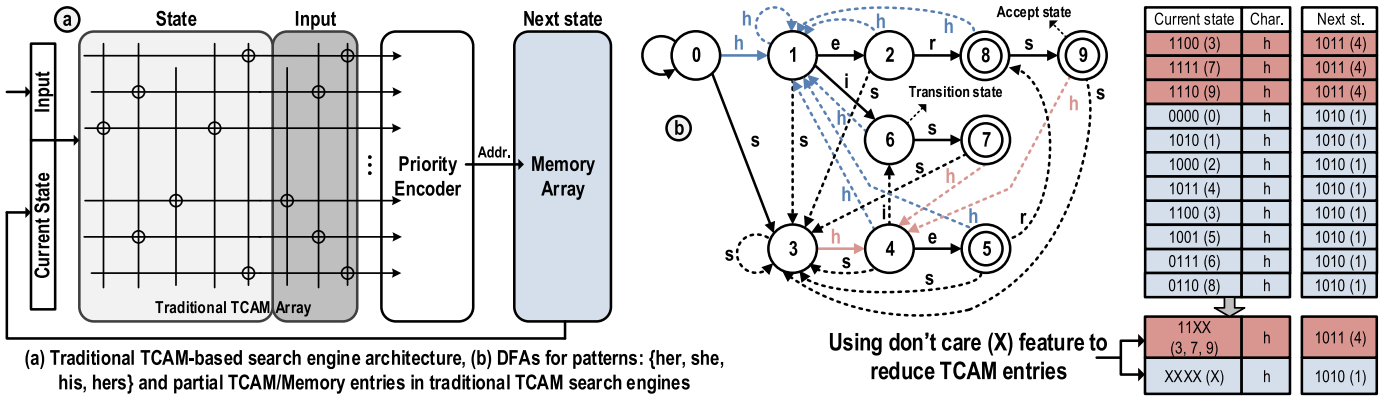 a
State
Input
Next state
Input
Current State
Priority
Encoder
Addr.
Memory
Array
Traditional TCAM Array
(a) Traditional TCAM-based search engine architecture, (b) DFAs for patterns: {her, she,
his, hers} and partial TCAM/Memory entries in traditional TCAM search engines
b
Accept state
Transition state
0
h
1
e
2
r
8
s
9
h
h
h
i
s
h
s
6
s
7
s
s
h
s
h
h
h
i
r
3
h
4
e
5
s
s
s
Current state Char. Next st.
1100 (3) h 1011 (4)
1111 (7) h 1011 (4)
1110 (9) h 1011 (4)
0000 (0) h 1010 (1)
1010 (1) h 1010 (1)
1000 (2) h 1010 (1)
1011 (4) h 1010 (1)
1100 (3) h 1010 (1)
1001 (5) h 1010 (1)
0111 (6) h 1010 (1)
0110 (8) h 1010 (1)
Using don't care (X) feature to
reduce TCAM entries
11XX
(3, 7, 9) h 1011 (4)
XXXX (X) h 1010 (1)